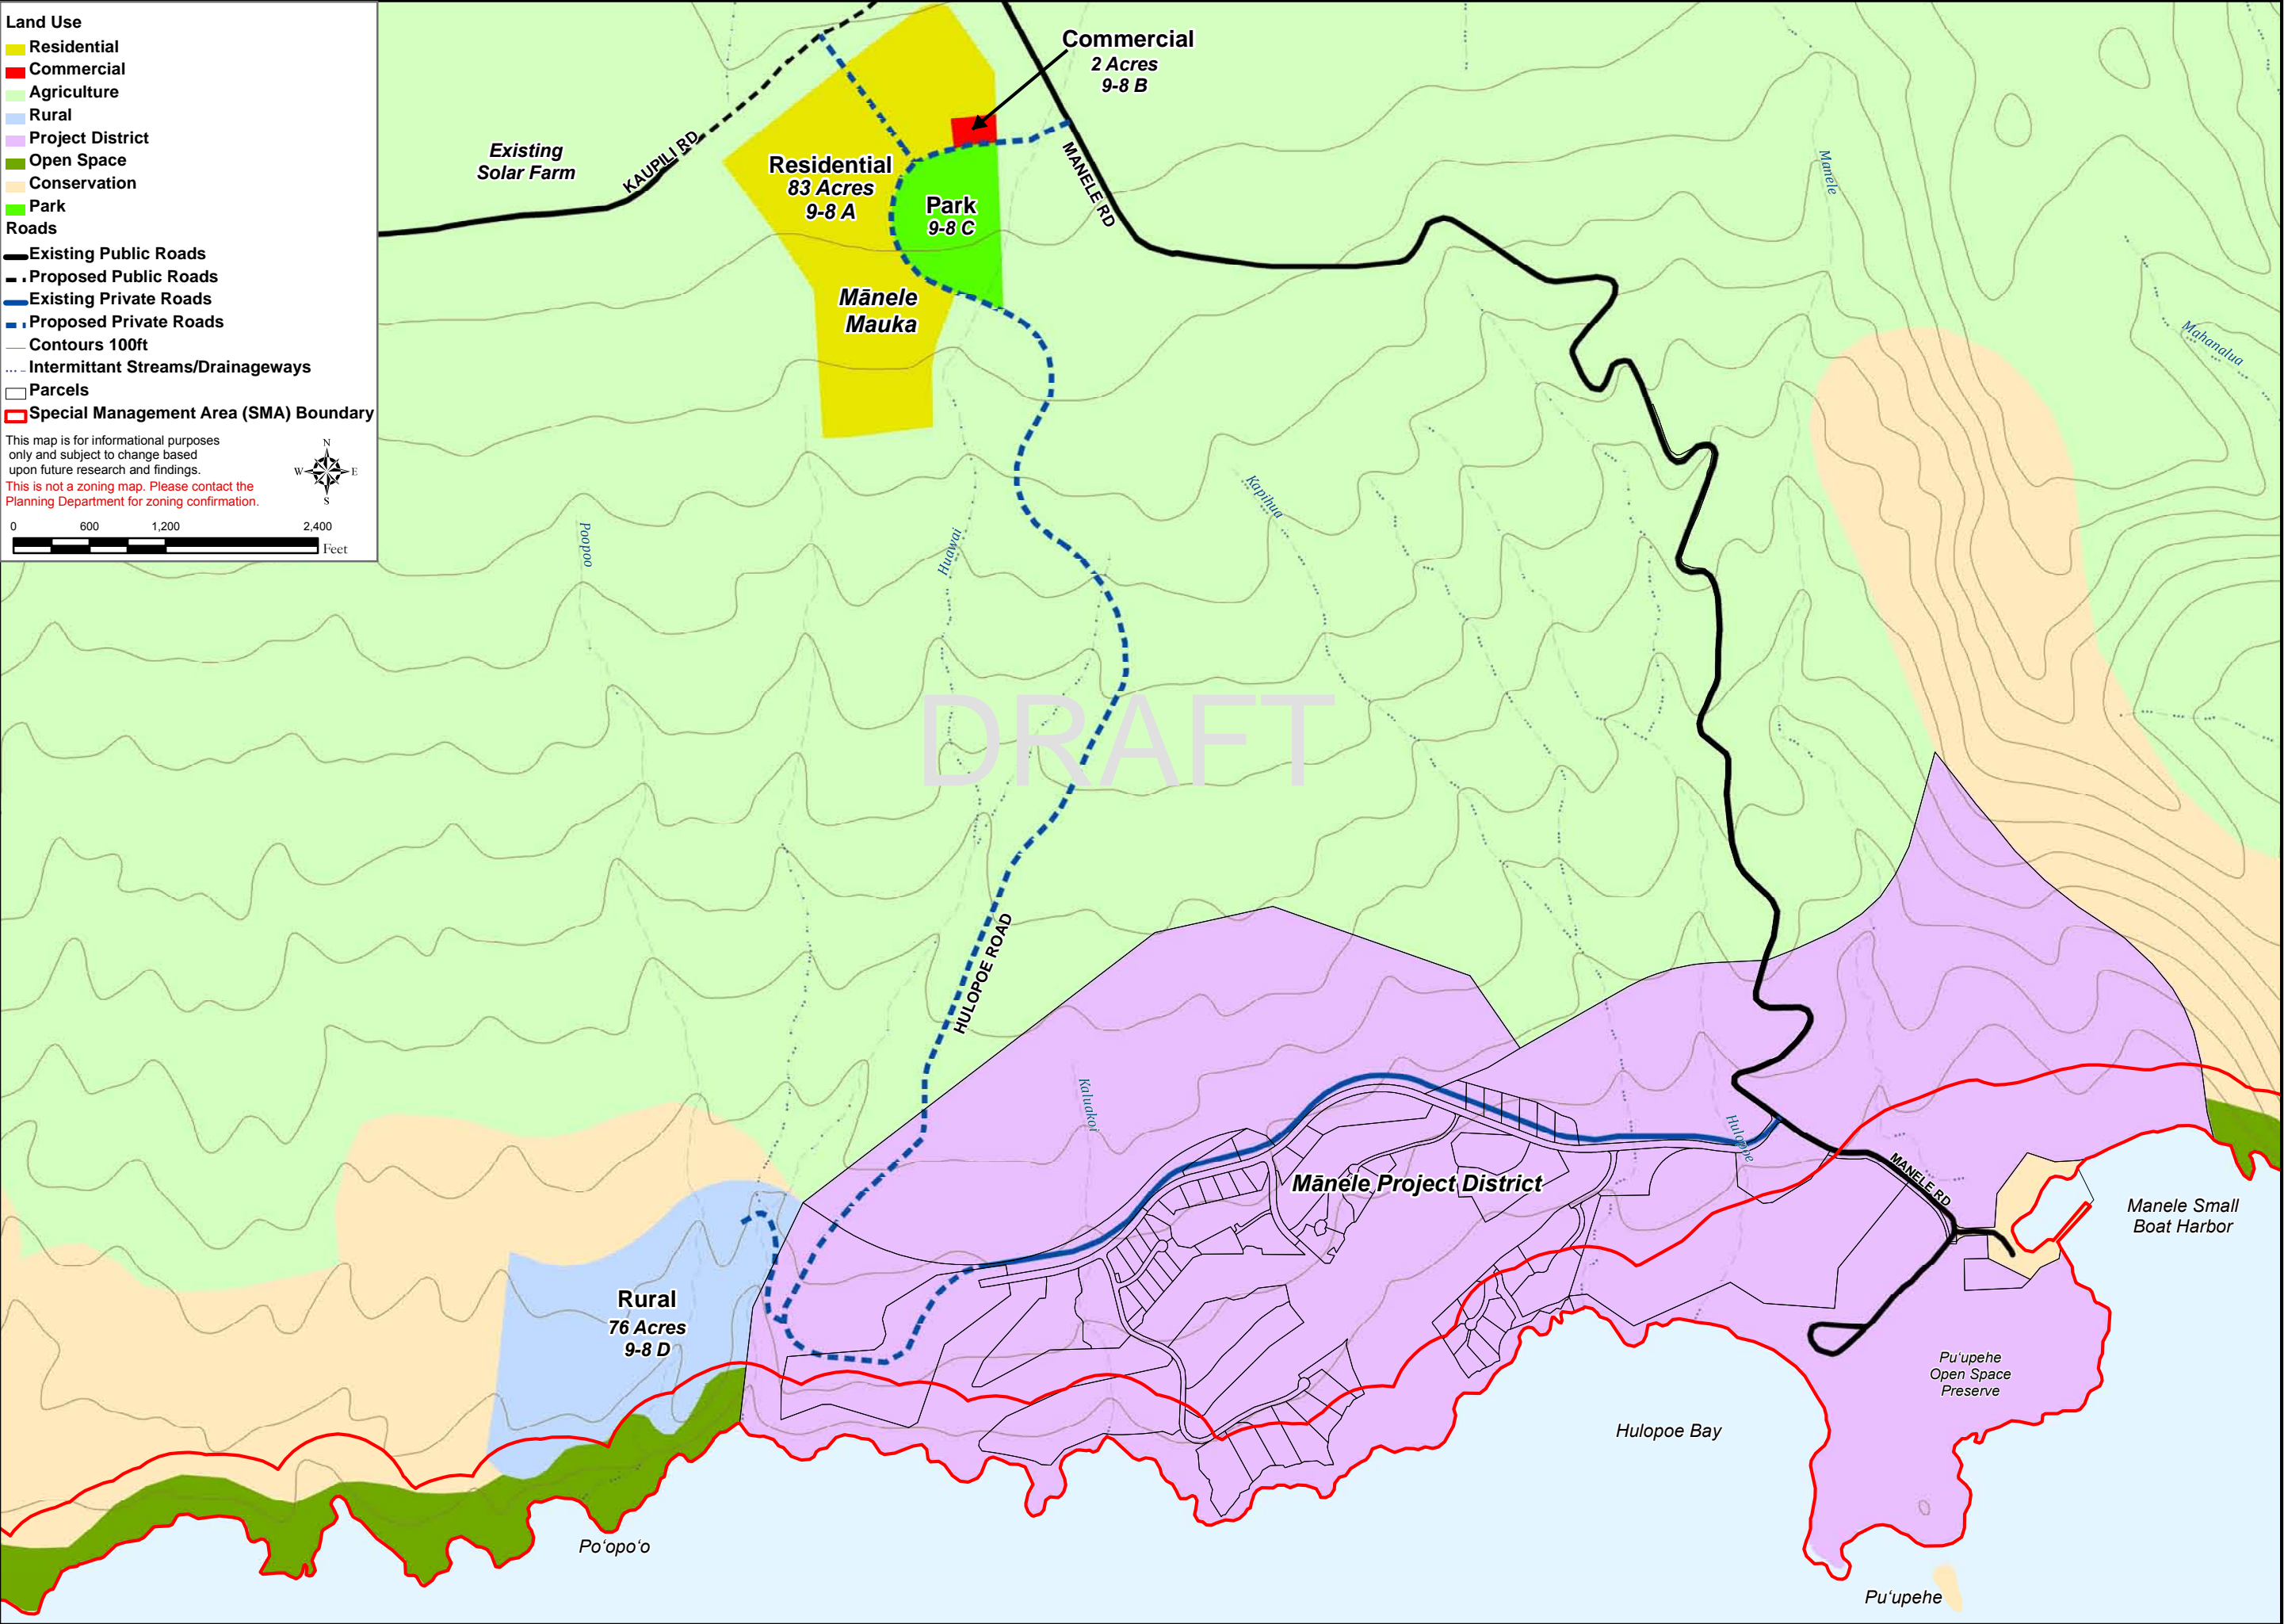 Land Use
Residential
Commercial
Agriculture
Rural
Project District
Open Space
Conservation
Park
Roads
Existing Public Roads
Proposed Public Roads
Existing Private Roads
Proposed Private Roads
Contours 100ft
Intermittant Streams/Drainageways
Parcels
Special Management Area (SMA) Boundary
This map is for informational purposes
only and subject to change based
upon future research and findings.
This is not a zoning map. Please contact the
Planning Department for zoning confirmation.
N
W E
S
0 600 1,200 2,400
Feet
Commercial
2 Acres
9-8 B
Existing
Solar Farm
KAUPILI RD
Residential
83 Acres
9-8 A
Park
9-8 C
MANELE RD
Manele
Mānele
Mauka
Mahanalua
Poopoo
Huawai
Kapihua
DRAFT
HULOPOE ROAD
Kaluakoi
Hulopoe
Mānele Project District
MANELE RD
Manele Small
Boat Harbor
Rural
76 Acres
9-8 D
Pu‘upehe
Open Space
Preserve
Hulopoe Bay
Po‘opo‘o
Pu‘upehe